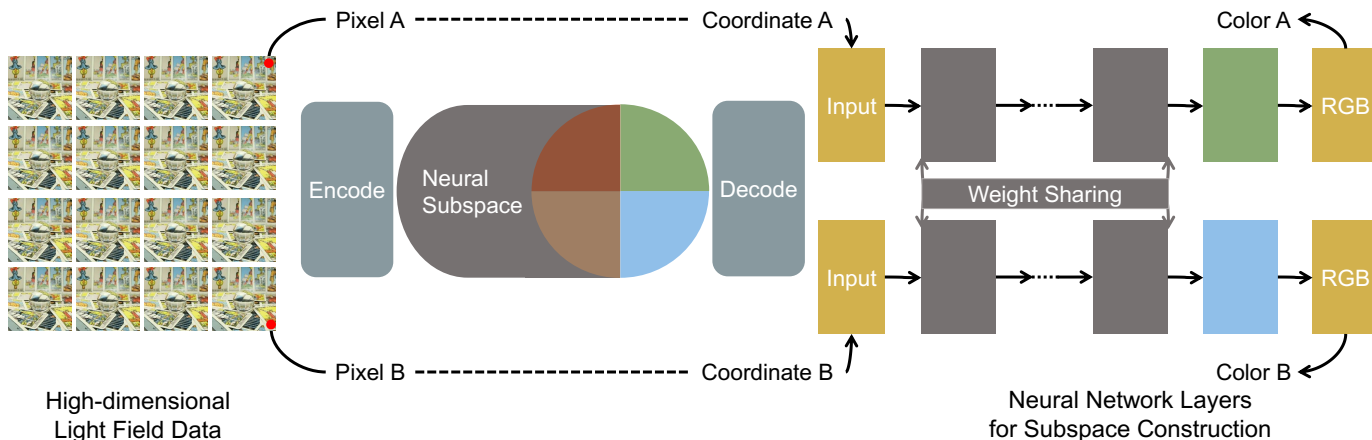 Pixel A
Coordinate A
Color A
Input
RGB
Encode
Neural
Subspace
Decode
Weight Sharing
Input
RGB
Pixel B
Coordinate B
Color B
High-dimensional
Light Field Data
Neural Network Layers
for Subspace Construction